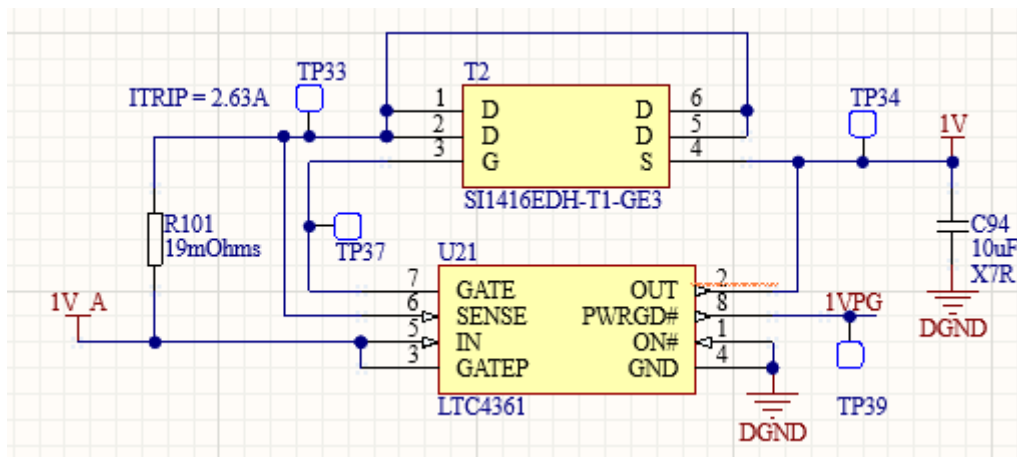 ITRIP = 2.63A
TP33
T2
TP34
1V
1 D D 6
2 D D 5
3 G S 4
SI1416EDH-T1-GE3
R101
19mOhms
TP37
U21
C94
10uF
X7R
1V_A
7 GATE OUT 2
6 SENSE PWRGD# 8
1VPG
5 IN ON# 1
3 GATEP GND 4
LTC4361
DGND
TP39
DGND